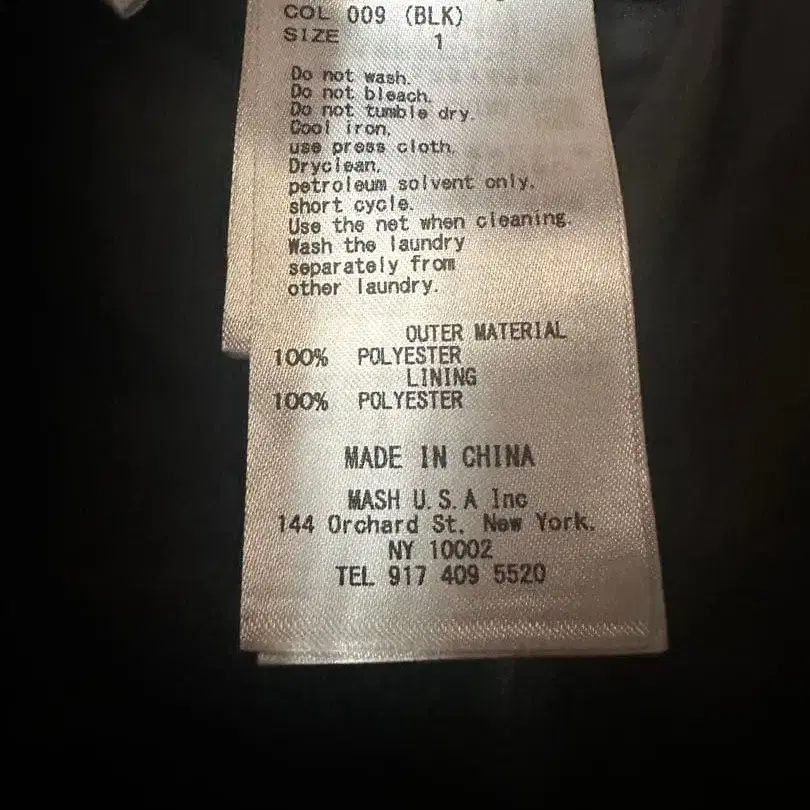 COL 009 (BLK)
SIZE 1
Do not wash.
Do not bleach.
Do not tumble dry.
Cool iron.
use press cloth.
Dryclean.
petroleum solvent only.
short cycle.
Use the net when cleaning.
Wash the laundry
separately from
other laundry.
OUTER MATERIAL
100% POLYESTER
LINING
100% POLYESTER
MADE IN CHINA
MASH U.S.A Inc
144 Orchard St. New York.
NY 10002
TEL 917 409 5520